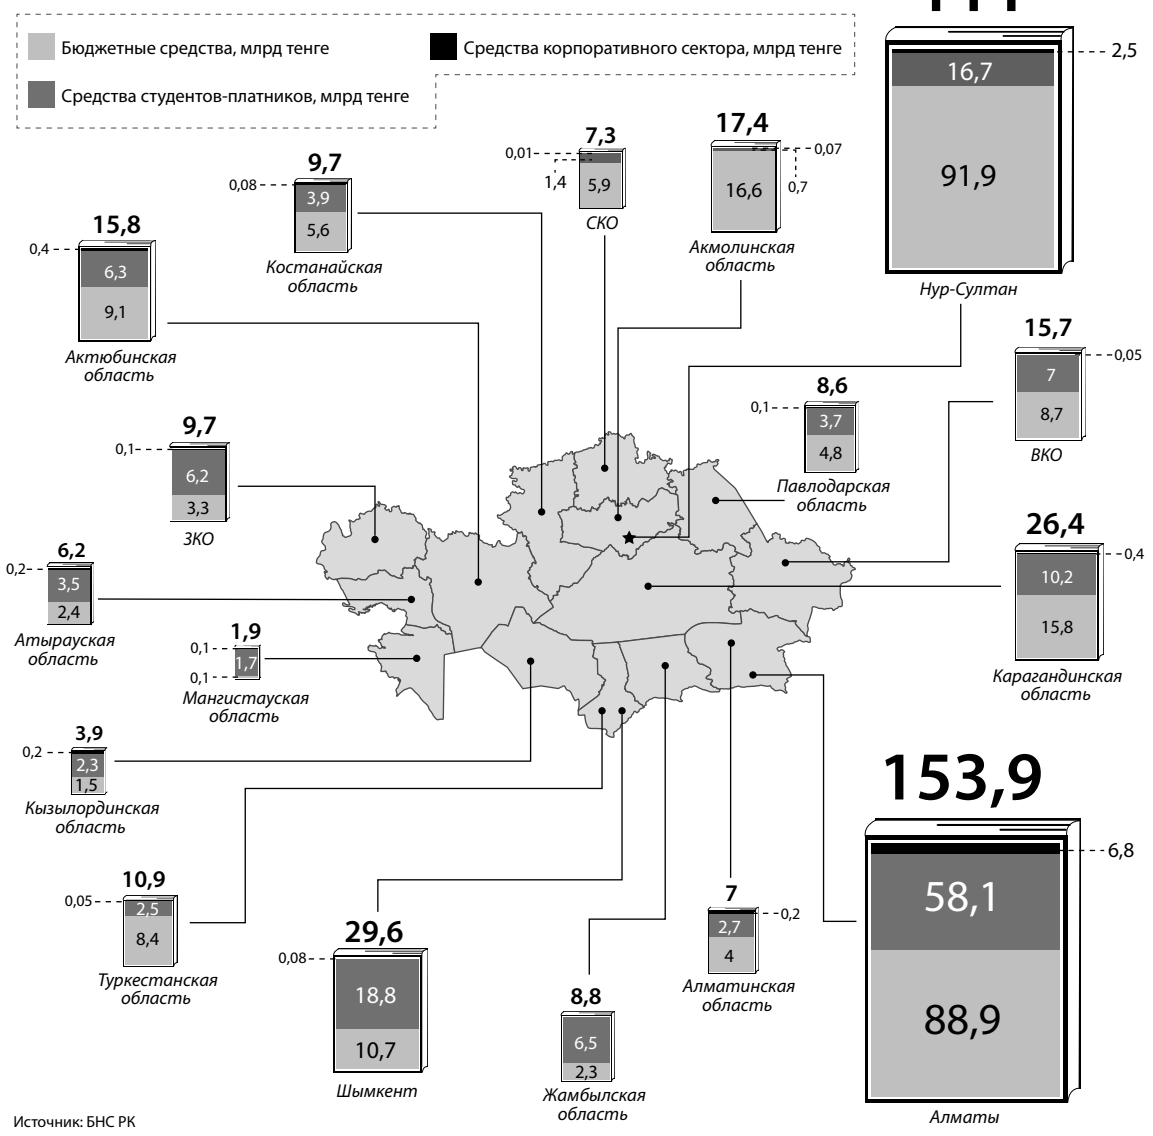 Бюджетные средства, млрд тенге
Средства корпоративного сектора, млрд тенге
Средства студентов-платников, млрд тенге
2,5
16,7
91,9
Нур-Султан
17,4
0,07
0,7
16,6
Акмолинская
область
7,3
0,01
1,4
5,9
СКО
9,7
0,08
3,9
5,6
Костанайская
область
15,8
0,4
6,3
9,1
Актюбинская
область
15,7
0,05
7
8,7
ВКО
8,6
0,1
3,7
4,8
Павлодарская
область
9,7
0,1
6,2
3,3
ЗКО
26,4
0,4
10,2
15,8
Карагандинская
область
6,2
0,2
3,5
2,4
Атырауская
область
1,9
0,1
1,7
0,1
Мангистауская
область
3,9
0,2
2,3
1,5
Кызылординская
область
153,9
6,8
58,1
88,9
Алматы
10,9
0,05
2,5
8,4
Туркестанская
область
29,6
0,08
18,8
10,7
Шымкент
8,8
6,5
2,3
Жамбылская
область
7
0,2
2,7
4
Алматинская
область
Источник: БНС РК